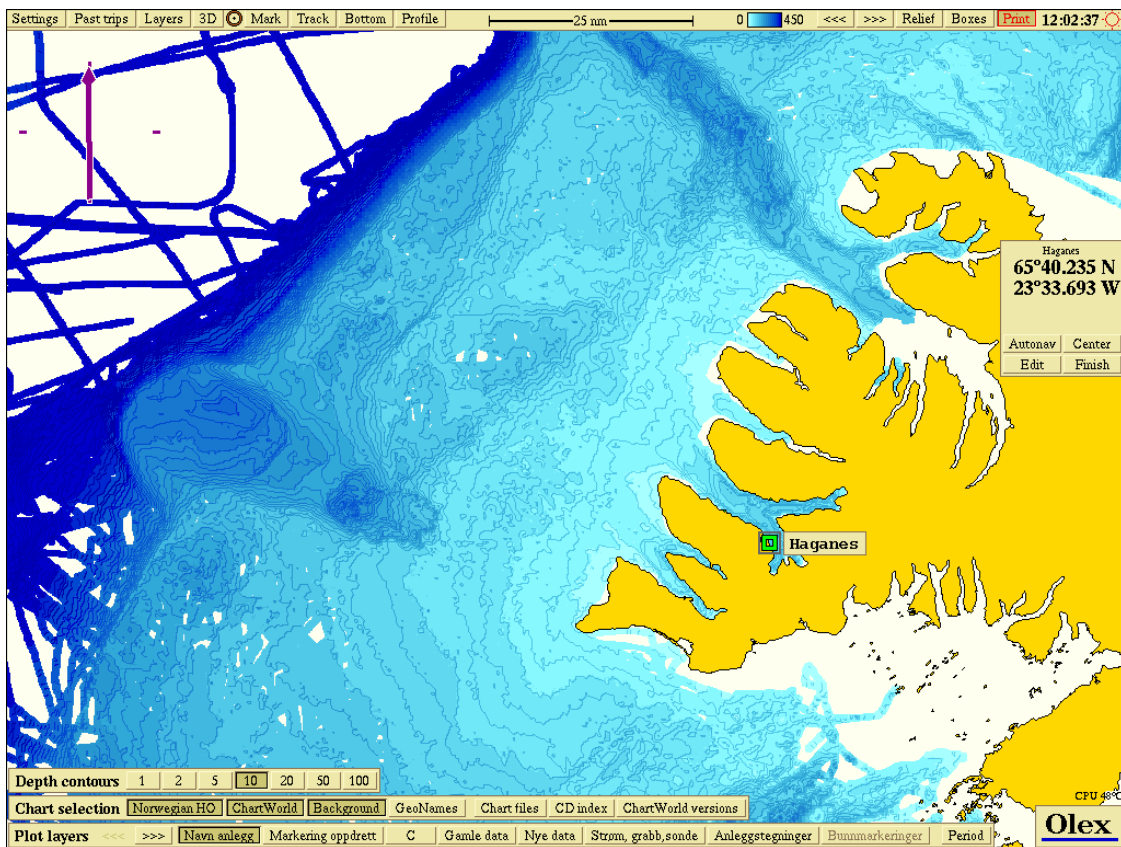 Settings Past trips Layers 3D Mark Track Bottom Profile 25 nm 0 450 <<< >>> Relief Boxes Print 12:02:37
Haganes
65°40.235 N
23°33.693 W
Autonav Center
Edit Finish
Haganes
Depth contours 1 2 5 10 20 50 100
CPU 48°C
Chart selection Norwegian HO ChartWorld Background GeoNames Chart files CD index ChartWorld versions
Plot layers <<< >>> Navn anlegg Markering oppdrett C Gamle data Nye data Strøm, grabb,sonde Anleggstegninger Bunnmarkeringer Period
Olex